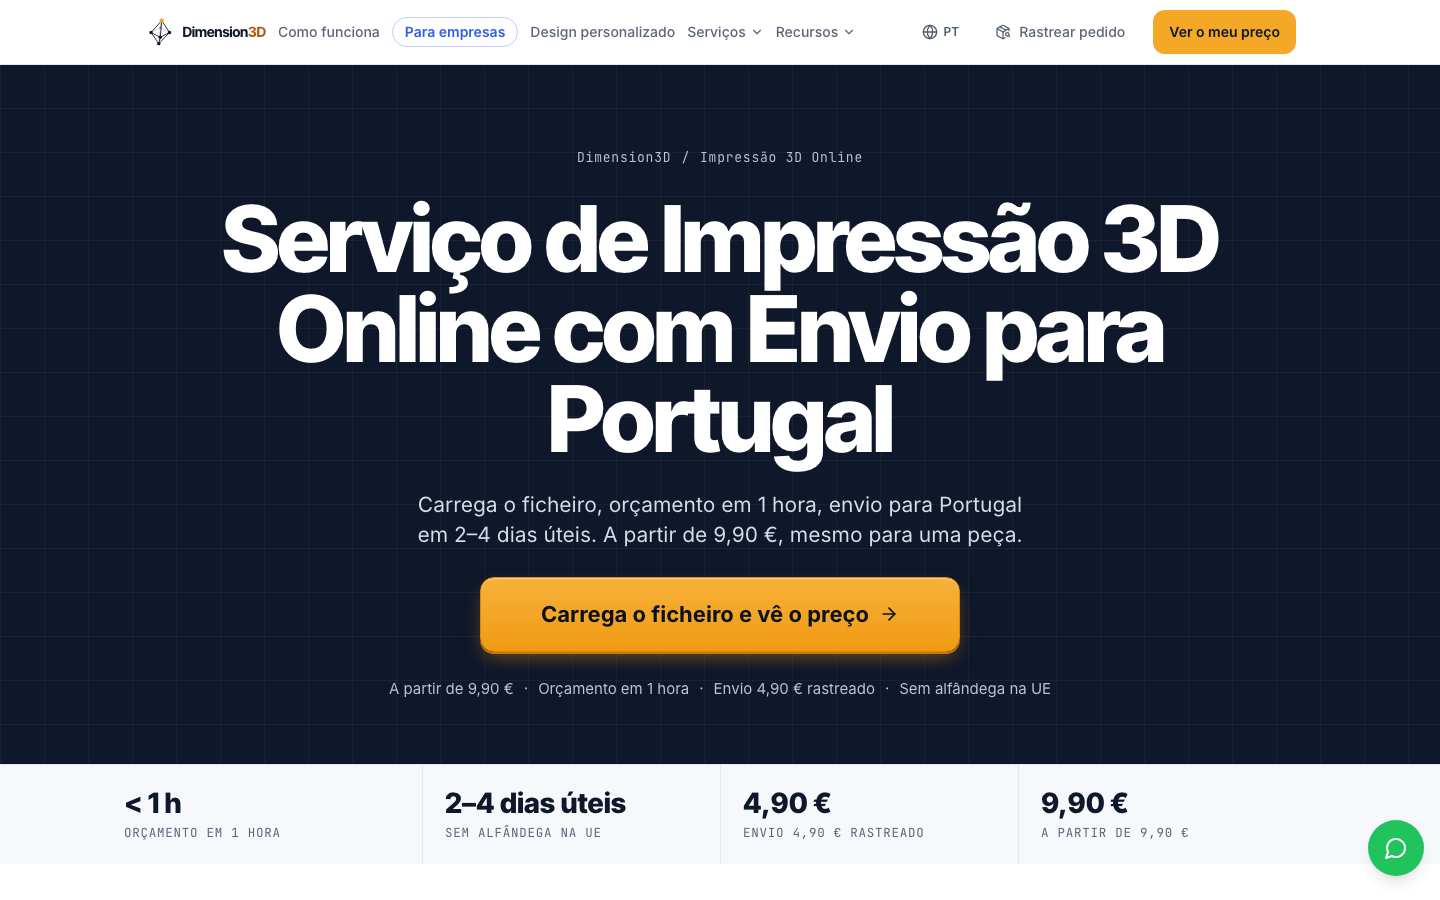 Dimension3D
Como funciona
Para empresas
Design personalizado
Serviços
Recursos
PT
Rastrear pedido
Ver o meu preço
Dimension3D / Impressão 3D Online
Serviço de Impressão 3D
Online com Envio para
Portugal
Carrega o ficheiro, orçamento em 1 hora, envio para Portugal
em 2–4 dias úteis. A partir de 9,90 €, mesmo para uma peça.
Carrega o ficheiro e vê o preço
A partir de 9,90 € · Orçamento em 1 hora · Envio 4,90 € rastreado · Sem alfândega na UE
< 1 h
ORÇAMENTO EM 1 HORA
2–4 dias úteis
SEM ALFÂNDEGA NA UE
4,90 €
ENVIO 4,90 € RASTREADO
9,90 €
A PARTIR DE 9,90 €